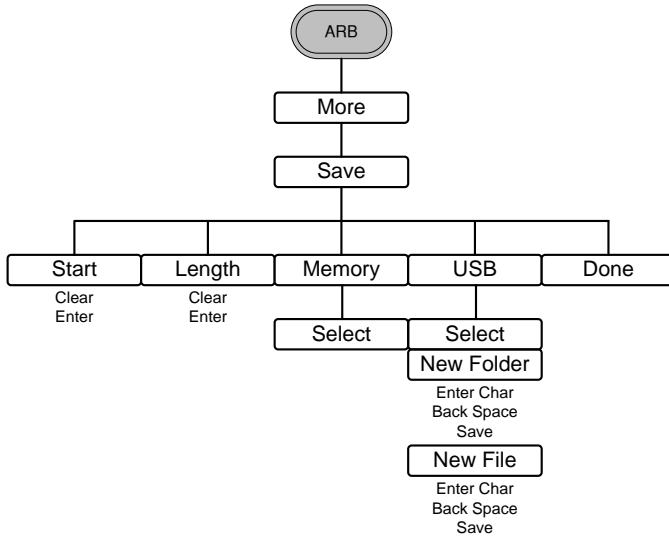 ARB
More
Save
Start
Clear
Enter
Length
Clear
Enter
Memory
Select
USB
Select
New Folder
Enter Char
Back Space
Save
New File
Enter Char
Back Space
Save
Done